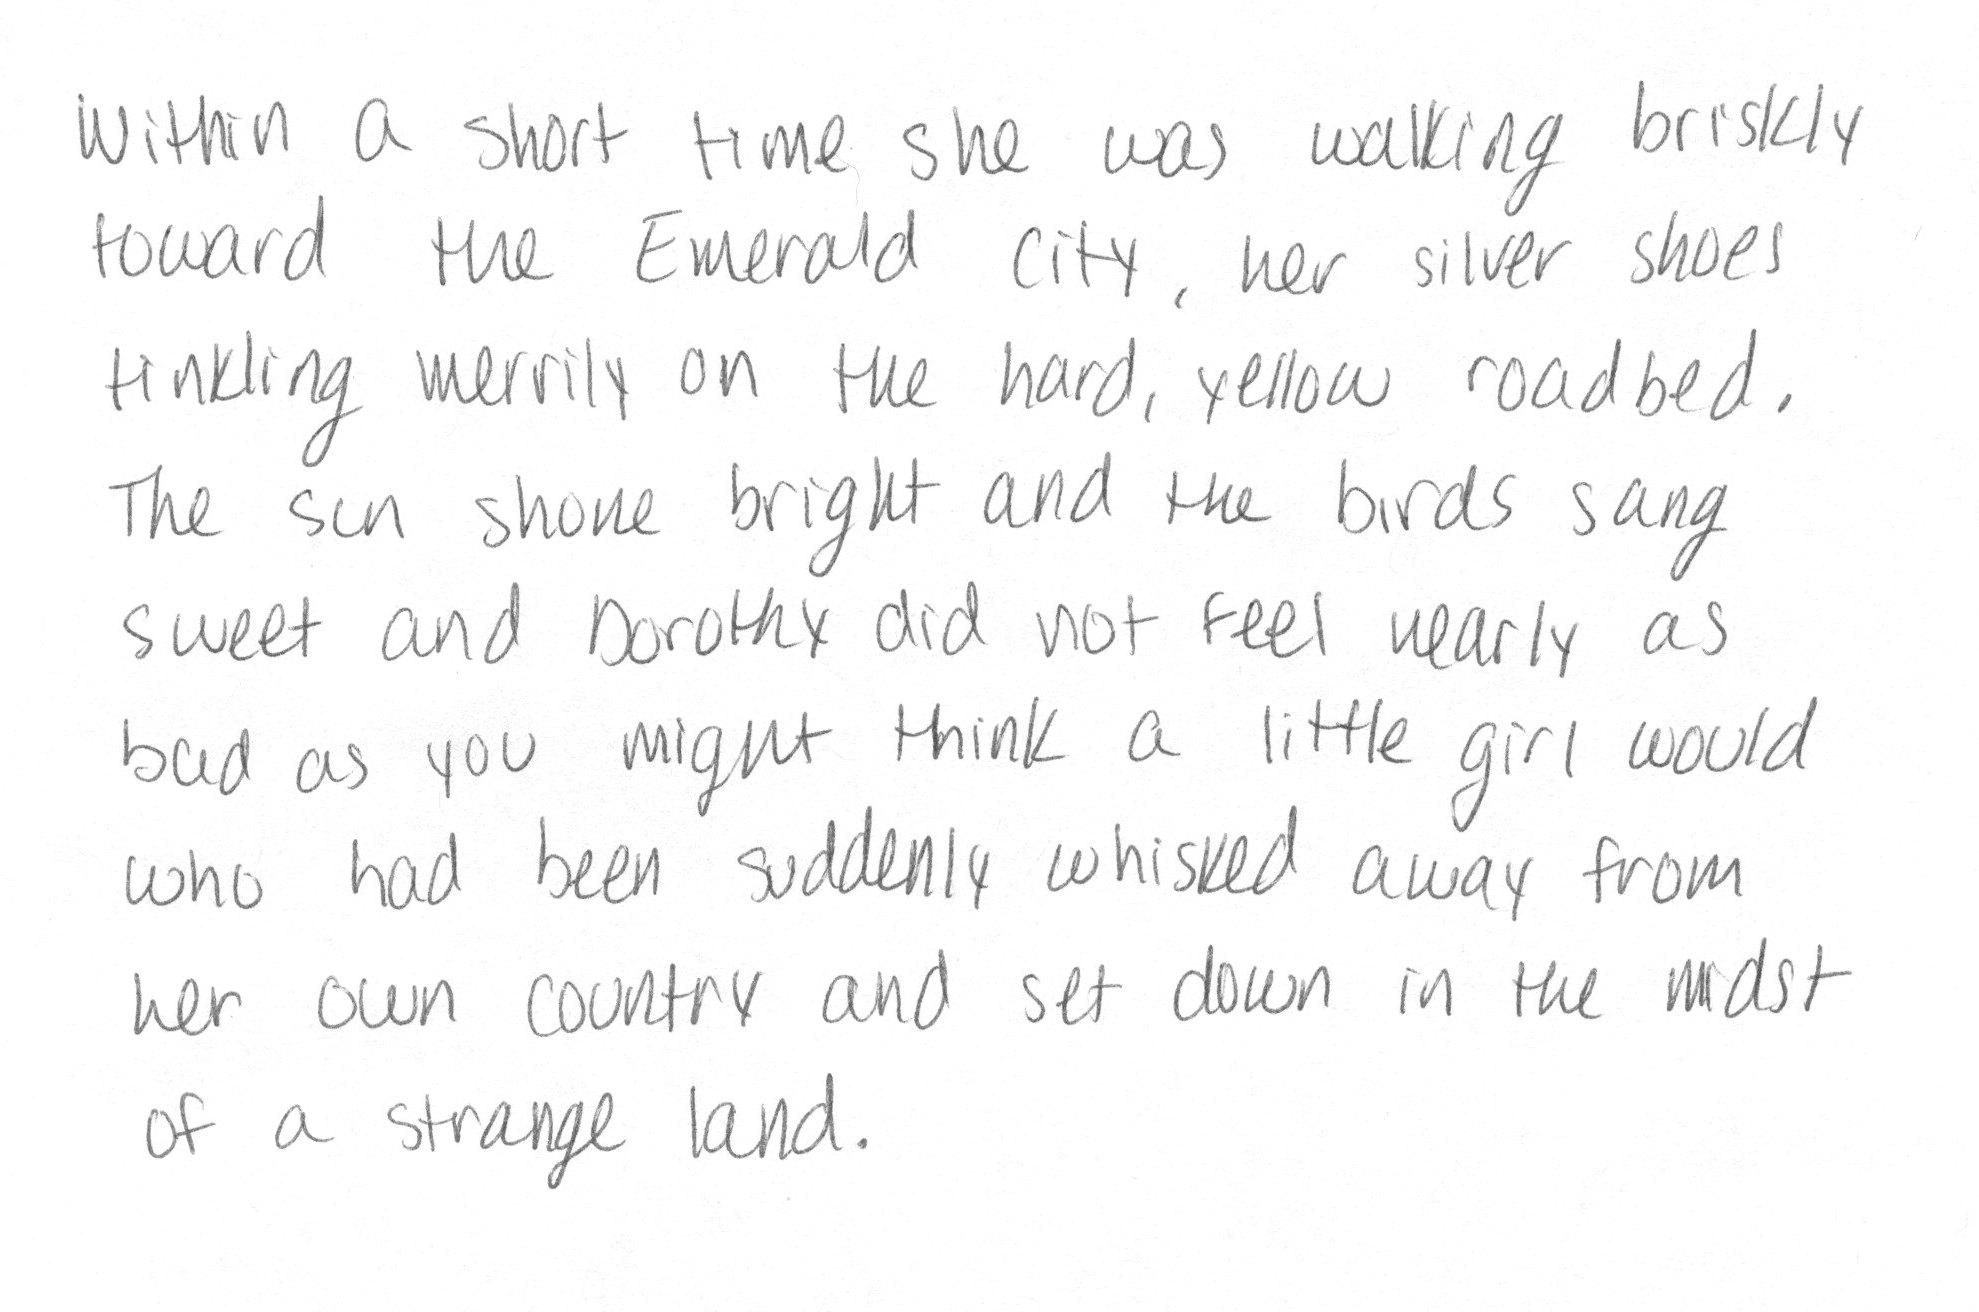 Within a short time she was walking briskly
toward the Emerald City, her silver shoes
tinkling merrily on the hard, yellow roadbed.
The sun shone bright and the birds sang
sweet and Dorothy did not feel nearly as
bad as you might think a little girl would
who had been suddenly whisked away from
her own country and set down in the midst
of a strange land.